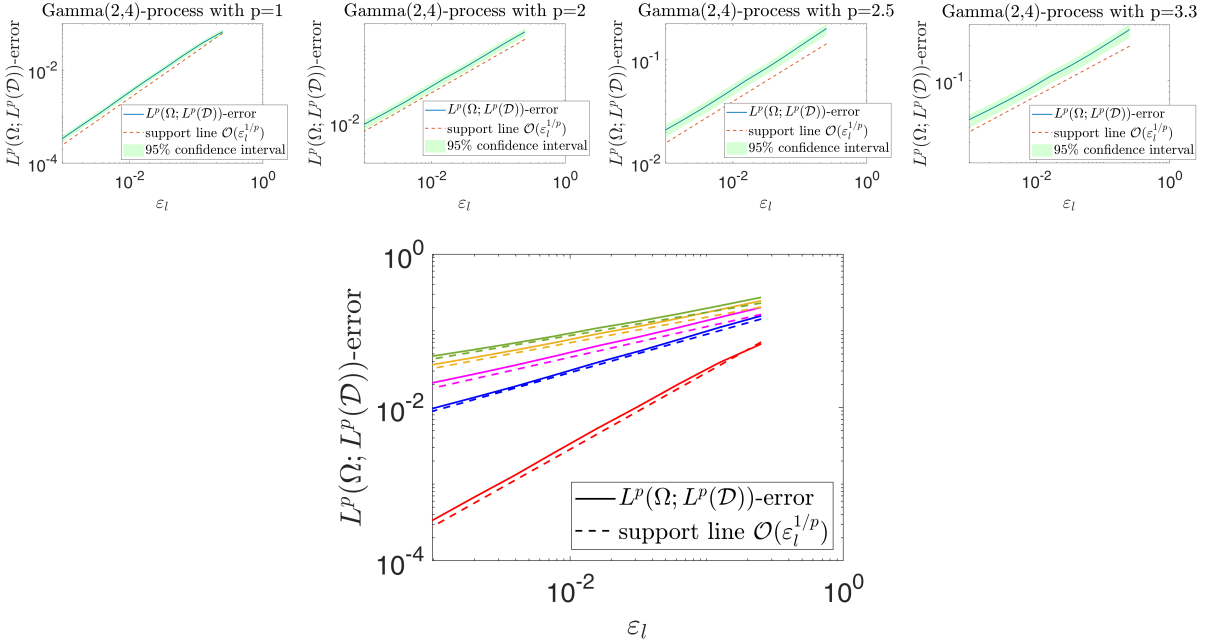 Gamma(2,4)-process with p=1
L^p(Ω; L^p(𝒟))-error
10^-2
10^-4
L^p(Ω; L^p(𝒟))-error
support line 𝒪(ε_l^{1/p})
95% confidence interval
10^-2
10^0
ε_l
Gamma(2,4)-process with p=2
L^p(Ω; L^p(𝒟))-error
10^-2
L^p(Ω; L^p(𝒟))-error
support line 𝒪(ε_l^{1/p})
95% confidence interval
10^-2
10^0
ε_l
Gamma(2,4)-process with p=2.5
L^p(Ω; L^p(𝒟))-error
10^-1
10^-2
L^p(Ω; L^p(𝒟))-error
support line 𝒪(ε_l^{1/p})
95% confidence interval
10^-2
10^0
ε_l
Gamma(2,4)-process with p=3.3
L^p(Ω; L^p(𝒟))-error
10^-1
L^p(Ω; L^p(𝒟))-error
support line 𝒪(ε_l^{1/p})
95% confidence interval
10^-2
10^0
ε_l
L^p(Ω; L^p(𝒟))-error
10^0
10^-2
10^-4
L^p(Ω; L^p(𝒟))-error
support line 𝒪(ε_l^{1/p})
10^-2
10^0
ε_l